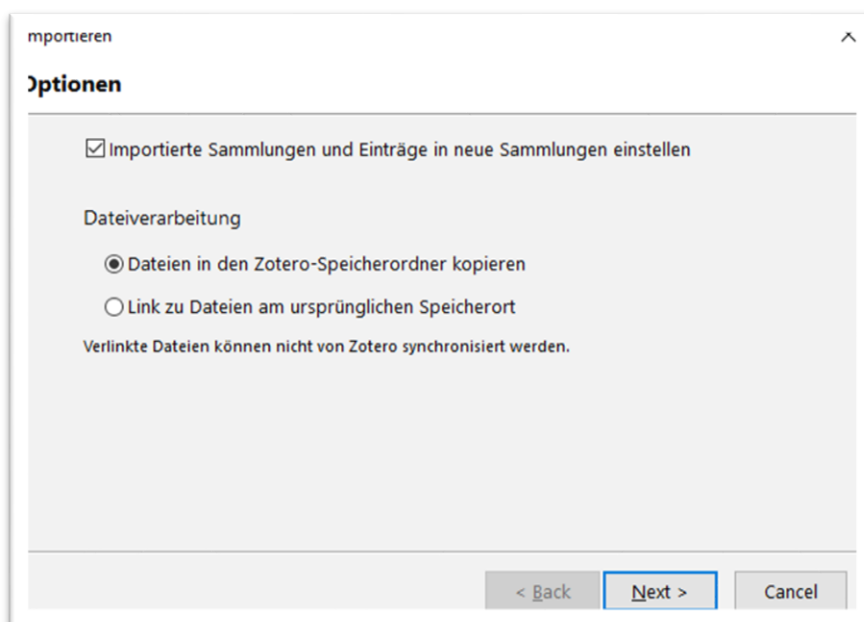 mportieren
Optionen
Importierte Sammlungen und Einträge in neue Sammlungen einstellen
Dateiverarbeitung
Dateien in den Zotero-Speicherordner kopieren
Link zu Dateien am ursprünglichen Speicherort
Verlinkte Dateien können nicht von Zotero synchronisiert werden.
< Back Next > Cancel